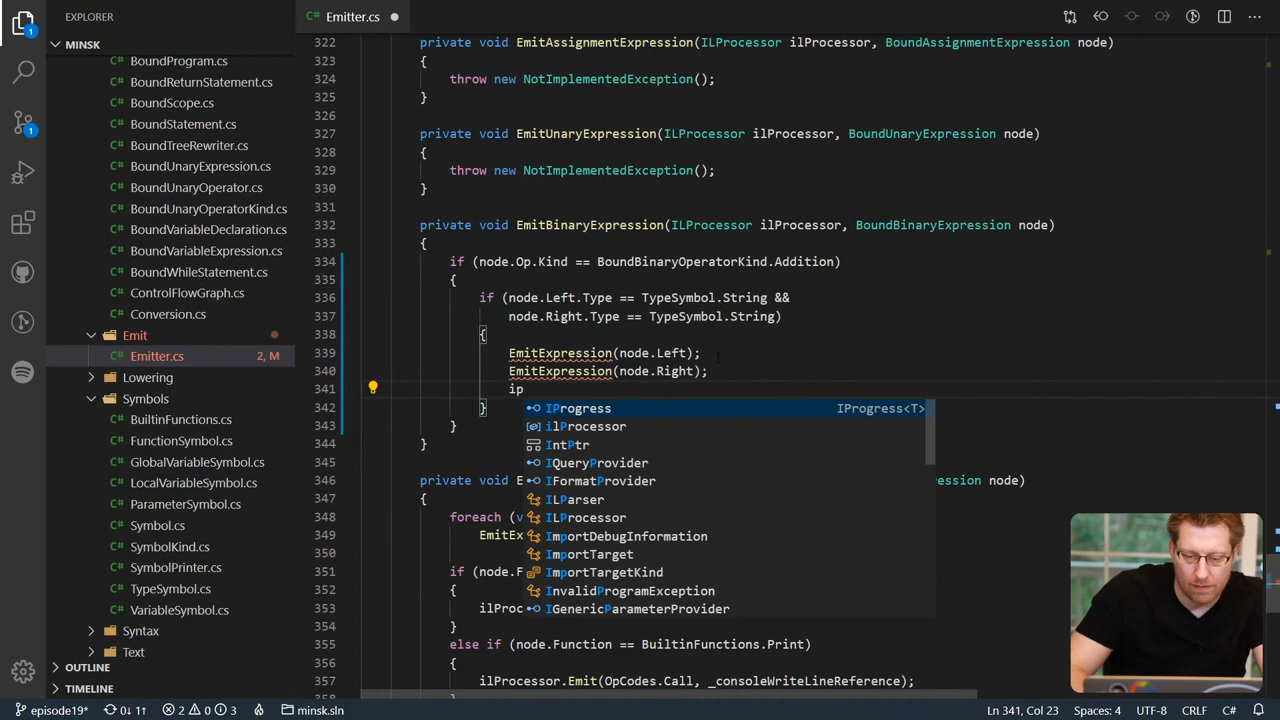 EXPLORER
Emitter.cs
1
MINSK
BoundProgram.cs
BoundReturnStatement.cs
BoundScope.cs
BoundStatement.cs
BoundTreeRewriter.cs
BoundUnaryExpression.cs
BoundUnaryOperator.cs
BoundUnaryOperatorKind.cs
BoundVariableDeclaration.cs
BoundVariableExpression.cs
BoundWhileStatement.cs
ControlFlowGraph.cs
Conversion.cs
Emit
Emitter.cs 2, M
Lowering
Symbols
BuiltinFunctions.cs
FunctionSymbol.cs
GlobalVariableSymbol.cs
LocalVariableSymbol.cs
ParameterSymbol.cs
Symbol.cs
SymbolKind.cs
SymbolPrinter.cs
TypeSymbol.cs
VariableSymbol.cs
Syntax
Text
OUTLINE
TIMELINE
1
322 private void EmitAssignmentExpression(ILProcessor ilProcessor, BoundAssignmentExpression node)
323 {
324 throw new NotImplementedException();
325 }
326
327 private void EmitUnaryExpression(ILProcessor ilProcessor, BoundUnaryExpression node)
328 {
329 throw new NotImplementedException();
330 }
331
332 private void EmitBinaryExpression(ILProcessor ilProcessor, BoundBinaryExpression node)
333 {
334 if (node.Op.Kind == BoundBinaryOperatorKind.Addition)
335 {
336 if (node.Left.Type == TypeSymbol.String &&
337 node.Right.Type == TypeSymbol.String)
338 {
339 EmitExpression(node.Left);
340 EmitExpression(node.Right);
341 ip
342 }
343 }
344 }
345
346 private void E ession node)
347 {
348 foreach (v
349 EmitEx
350
351 if (node.F
352 {
353 ilProc
354 }
355 else if (node.Function == BuiltinFunctions.Print)
356 {
357 ilProcessor.Emit(OpCodes.Call, _consoleWriteLineReference);
358 }
IProgress IProgress<T>
ilProcessor
IntPtr
IQueryProvider
IFormatProvider
ILParser
ILProcessor
ImportDebugInformation
ImportTarget
ImportTargetKind
InvalidProgramException
IGenericParameterProvider
episode19* 0↓ 1↑ 2 0 3 minsk.sln Ln 341, Col 23 Spaces: 4 UTF-8 CRLF C#